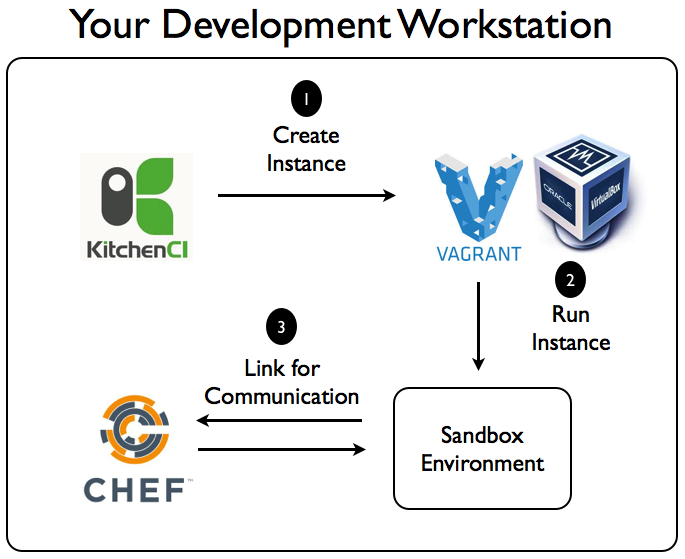 Your Development Workstation
1
Create
Instance
KitchenCI
VAGRANT
ORACLE
VirtualBox
2
Run
Instance
3
Link for
Communication
CHEF™
Sandbox
Environment